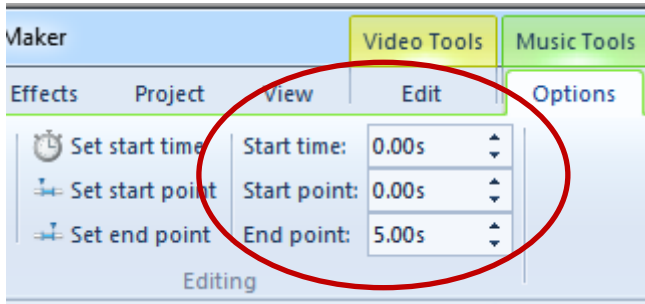 Maker Video Tools Music Tools
Effects Project View Edit Options
Set start time Start time: 0.00s
Set start point Start point: 0.00s
Set end point End point: 5.00s
Editing